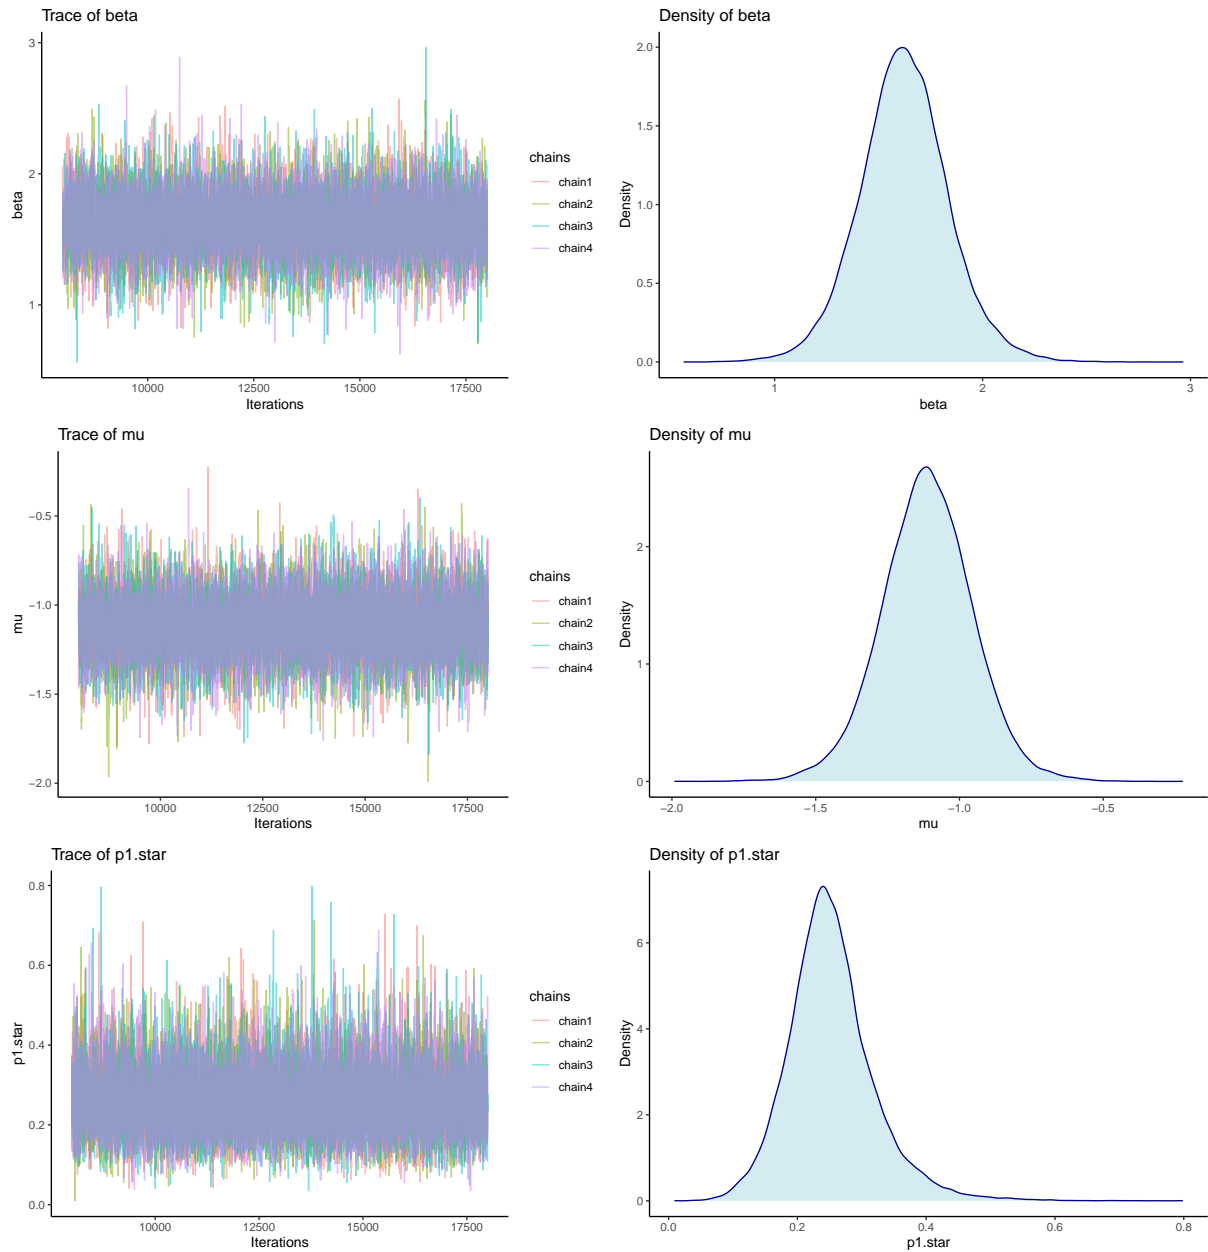 Trace of beta
3
2
1
beta
10000 12500 15000 17500
Iterations
chains
chain1
chain2
chain3
chain4
Density of beta
2.0
1.5
1.0
0.5
0.0
Density
1 2 3
beta
Trace of mu
−0.5
−1.0
−1.5
−2.0
mu
10000 12500 15000 17500
Iterations
chains
chain1
chain2
chain3
chain4
Density of mu
2
1
0
Density
−2.0 −1.5 −1.0 −0.5
mu
Trace of p1.star
0.8
0.6
0.4
0.2
0.0
p1.star
10000 12500 15000 17500
Iterations
chains
chain1
chain2
chain3
chain4
Density of p1.star
6
4
2
0
Density
0.0 0.2 0.4 0.6 0.8
p1.star